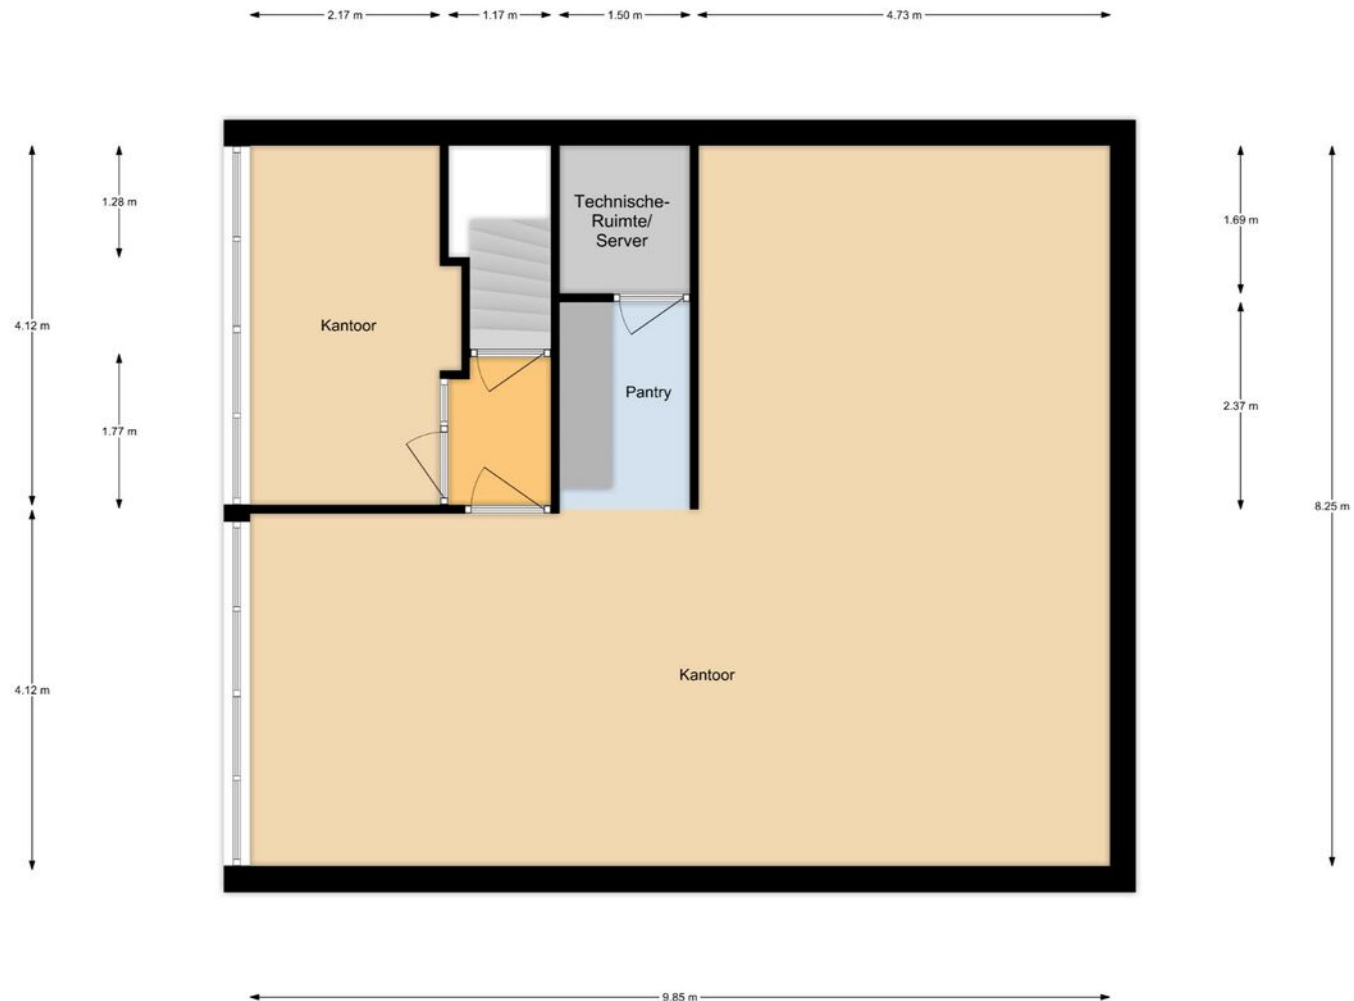 2.17 m
1.17 m
1.50 m
4.73 m
1.28 m
4.12 m
1.77 m
4.12 m
Technische-
Ruimte/
Server
Kantoor
Pantry
Kantoor
1.69 m
2.37 m
8.25 m
9.85 m